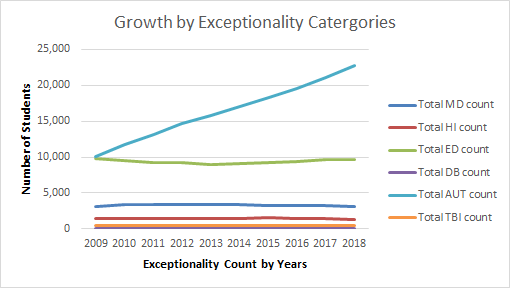 Growth by Exceptionality Catergories
25,000
20,000
15,000
10,000
5,000
0
Number of Students
2009 2010 2011 2012 2013 2014 2015 2016 2017 2018
Exceptionality Count by Years
Total MD count
Total HI count
Total ED count
Total DB count
Total AUT count
Total TBI count